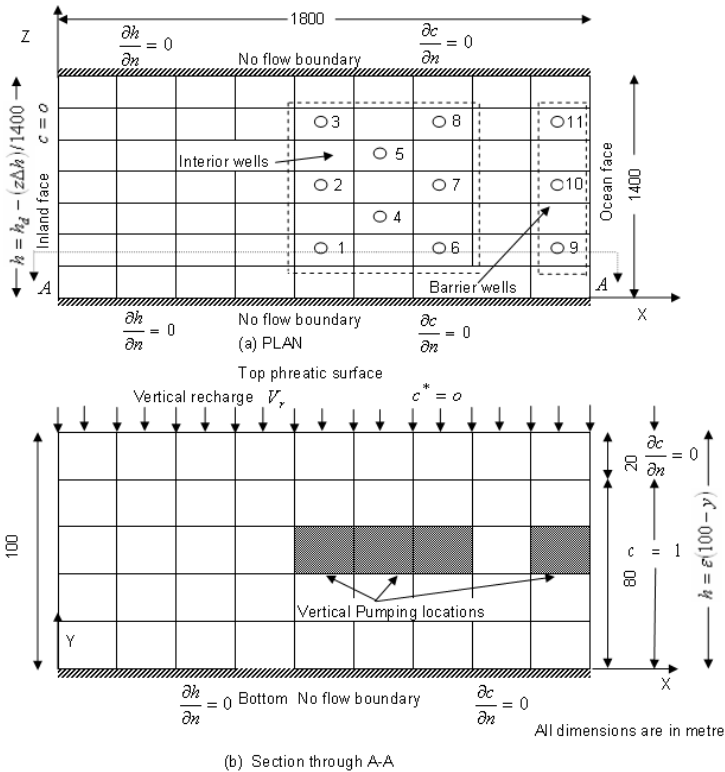 Z
1800
∂h/∂n = 0
∂c/∂n = 0
No flow boundary
h = h_d − (zΔh)/1400
Inland face c = o
3
8
11
Interior wells
5
2
7
10
4
1
6
9
Barrier wells
Ocean face
1400
A
A
X
∂h/∂n = 0
No flow boundary
∂c/∂n = 0
(a) PLAN
Top phreatic surface
Vertical recharge V_r
c* = o
100
20
∂c/∂n = 0
80
c = 1
h = ε(100 − y)
Vertical Pumping locations
Y
X
∂h/∂n = 0
Bottom No flow boundary
∂c/∂n = 0
All dimensions are in metre
(b) Section through A-A